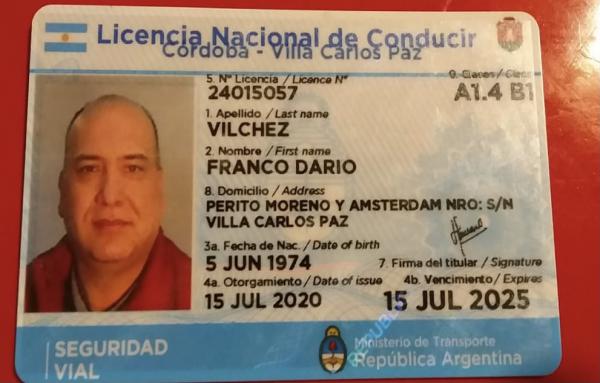 Licencia Nacional de Conducir
Córdoba - Villa Carlos Paz
5. Nº Licencia / Licence Nº
9. Clases / Class
24015057
A1.4 B1
1. Apellido / Last name
VILCHEZ
2. Nombre / First name
FRANCO DARIO
8. Domicilio / Address
PERITO MORENO Y AMSTERDAM NRO: S/N
VILLA CARLOS PAZ
3a. Fecha de Nac. / Date of birth
5 JUN 1974
7. Firma del titular / Signature
4a. Otorgamiento / Date of issue
4b. Vencimiento / Expires
15 JUL 2020
15 JUL 2025
SEGURIDAD
VIAL
Ministerio de Transporte
República Argentina